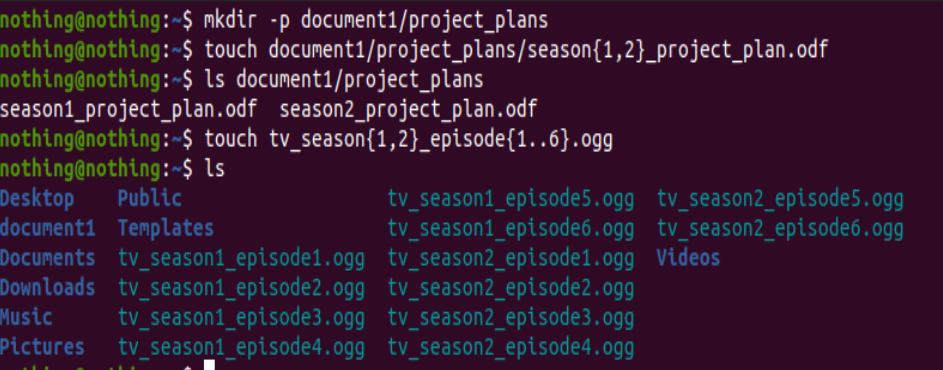 nothing@nothing:~$ mkdir -p document1/project_plans
nothing@nothing:~$ touch document1/project_plans/season{1,2}_project_plan.odf
nothing@nothing:~$ ls document1/project_plans
season1_project_plan.odf  season2_project_plan.odf
nothing@nothing:~$ touch tv_season{1,2}_episode{1..6}.ogg
nothing@nothing:~$ ls
Desktop    Public                    tv_season1_episode5.ogg  tv_season2_episode5.ogg
document1  Templates                 tv_season1_episode6.ogg  tv_season2_episode6.ogg
Documents  tv_season1_episode1.ogg  tv_season2_episode1.ogg  Videos
Downloads  tv_season1_episode2.ogg  tv_season2_episode2.ogg
Music      tv_season1_episode3.ogg  tv_season2_episode3.ogg
Pictures   tv_season1_episode4.ogg  tv_season2_episode4.ogg